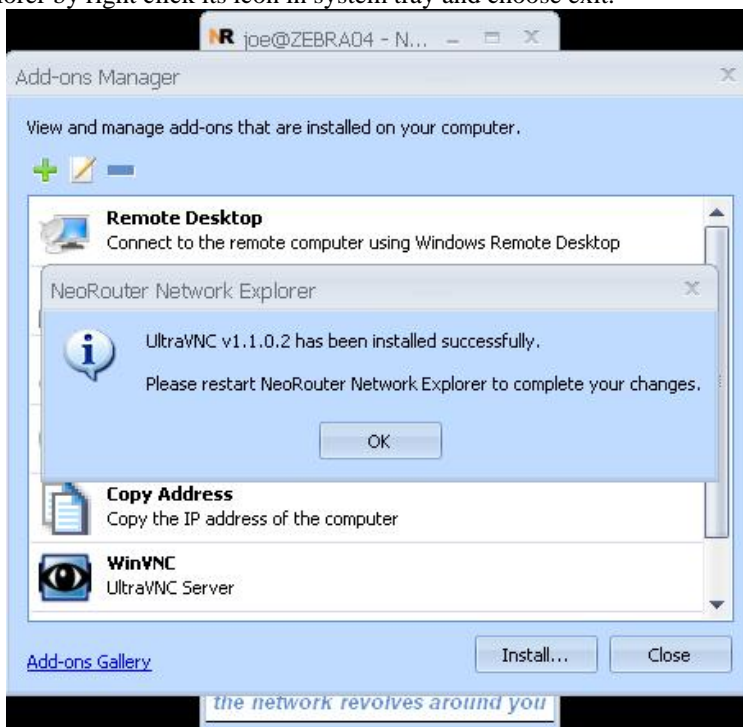 by right click its icon in system tray and choose exit.
NR joe@ZEBRA04 - N...
Add-ons Manager
View and manage add-ons that are installed on your computer.
Remote Desktop
Connect to the remote computer using Windows Remote Desktop
NeoRouter Network Explorer
UltraVNC v1.1.0.2 has been installed successfully.
Please restart NeoRouter Network Explorer to complete your changes.
OK
Copy Address
Copy the IP address of the computer
WinVNC
UltraVNC Server
Add-ons Gallery
Install...
Close
the network revolves around you